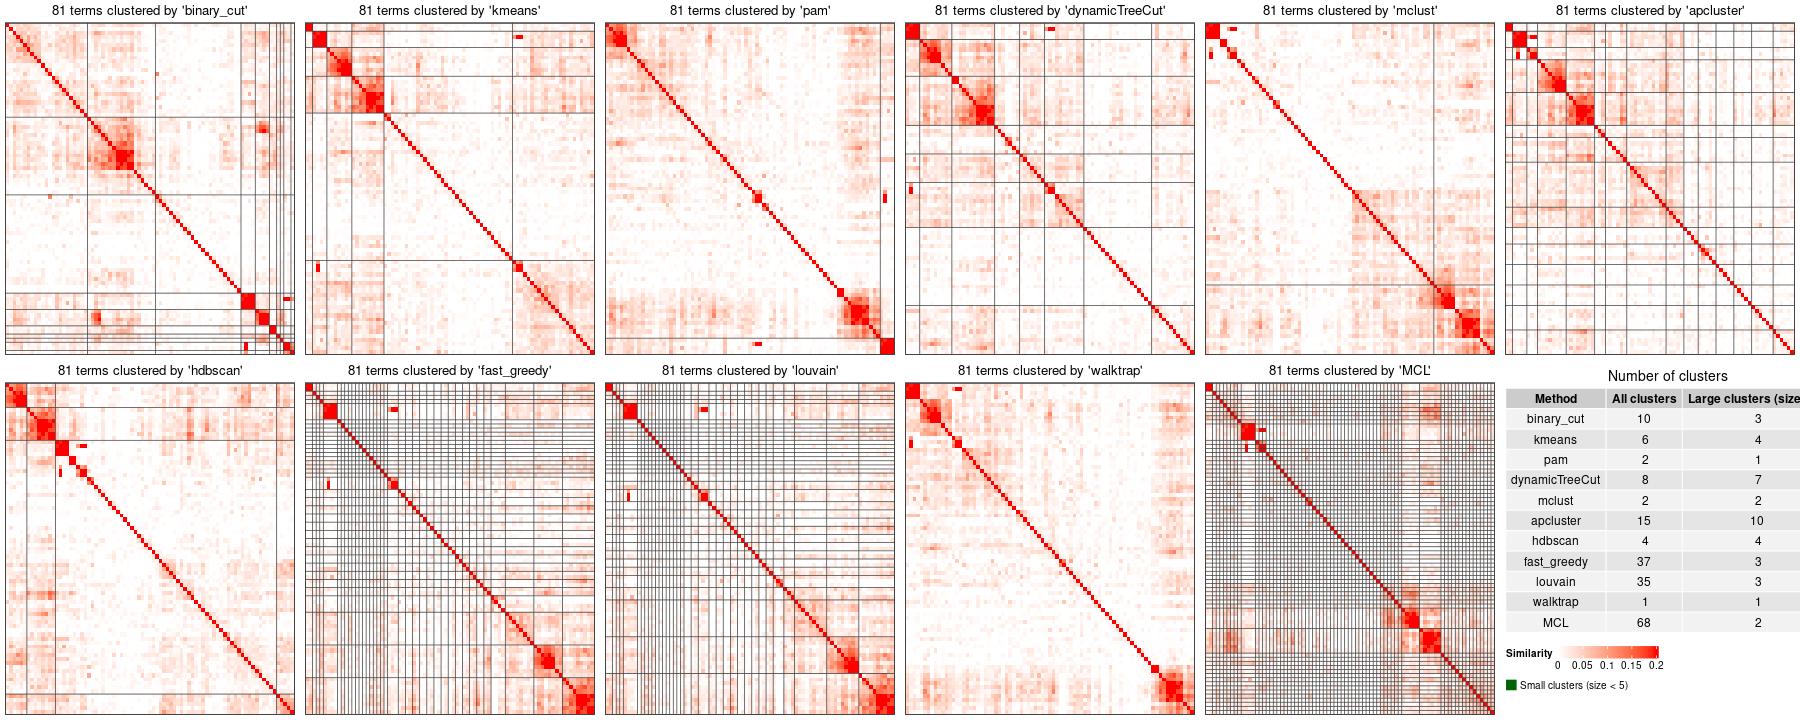 81 terms clustered by 'binary_cut'
81 terms clustered by 'kmeans'
81 terms clustered by 'pam'
81 terms clustered by 'dynamicTreeCut'
81 terms clustered by 'mclust'
81 terms clustered by 'apcluster'
81 terms clustered by 'hdbscan'
81 terms clustered by 'fast_greedy'
81 terms clustered by 'louvain'
81 terms clustered by 'walktrap'
81 terms clustered by 'MCL'
Number of clusters
Method All clusters Large clusters (size
binary_cut 10 3
kmeans 6 4
pam 2 1
dynamicTreeCut 8 7
mclust 2 2
apcluster 15 10
hdbscan 4 4
fast_greedy 37 3
louvain 35 3
walktrap 1 1
MCL 68 2
Similarity
0 0.05 0.1 0.15 0.2
Small clusters (size < 5)